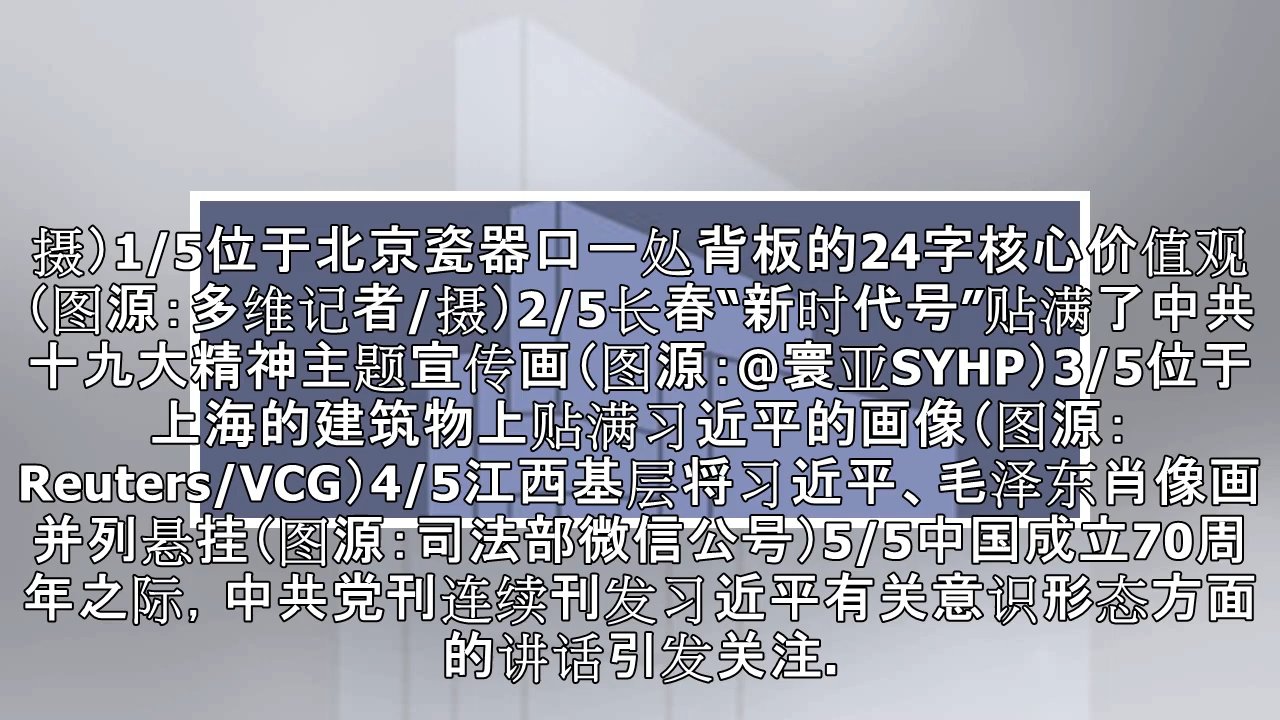 摄)1/5位于北京瓷器口一处背板的24字核心价值观
(图源:多维记者/摄)2/5长春“新时代号”贴满了中共
十九大精神主题宣传画(图源:@寰亚SYHP)3/5位于
上海的建筑物上贴满习近平的画像(图源:
Reuters/VCG)4/5江西基层将习近平、毛泽东肖像画
并列悬挂(图源:司法部微信公号)5/5中国成立70周
年之际, 中共党刊连续刊发习近平有关意识形态方面
的讲话引发关注.